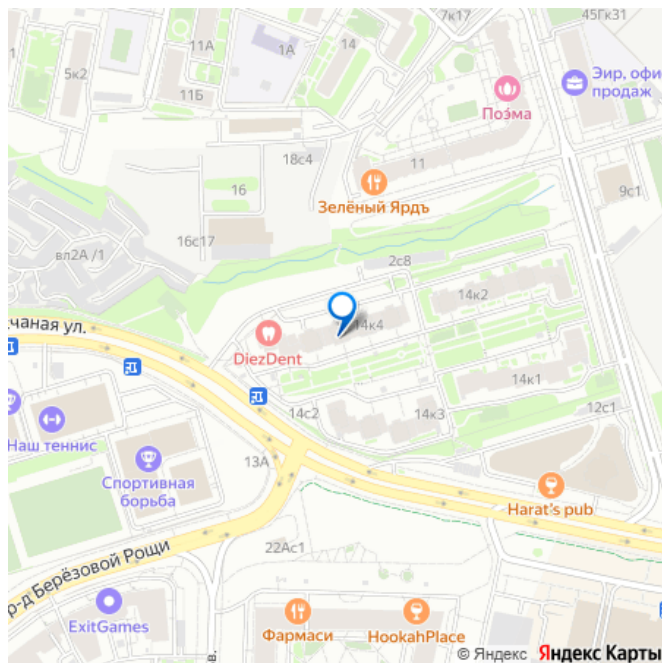 7к17
45Гк31
14
11А
1А
5к2
Эир, офи
продаж
11Б
Поэма
18с4
11
16
9с1
Зелёный Ярдъ
16с17
вл2А /1
2с8
14к2
счаная ул.
14к4
DiezDent
14к1
14с2
14к3
12с1
Наш теннис
Спортивная
борьба
13А
Harat's pub
22Ас1
р-д Берёзовой Рощи
ExitGames
Фармаси
HookahPlace
© Яндекс Яндекс Карты